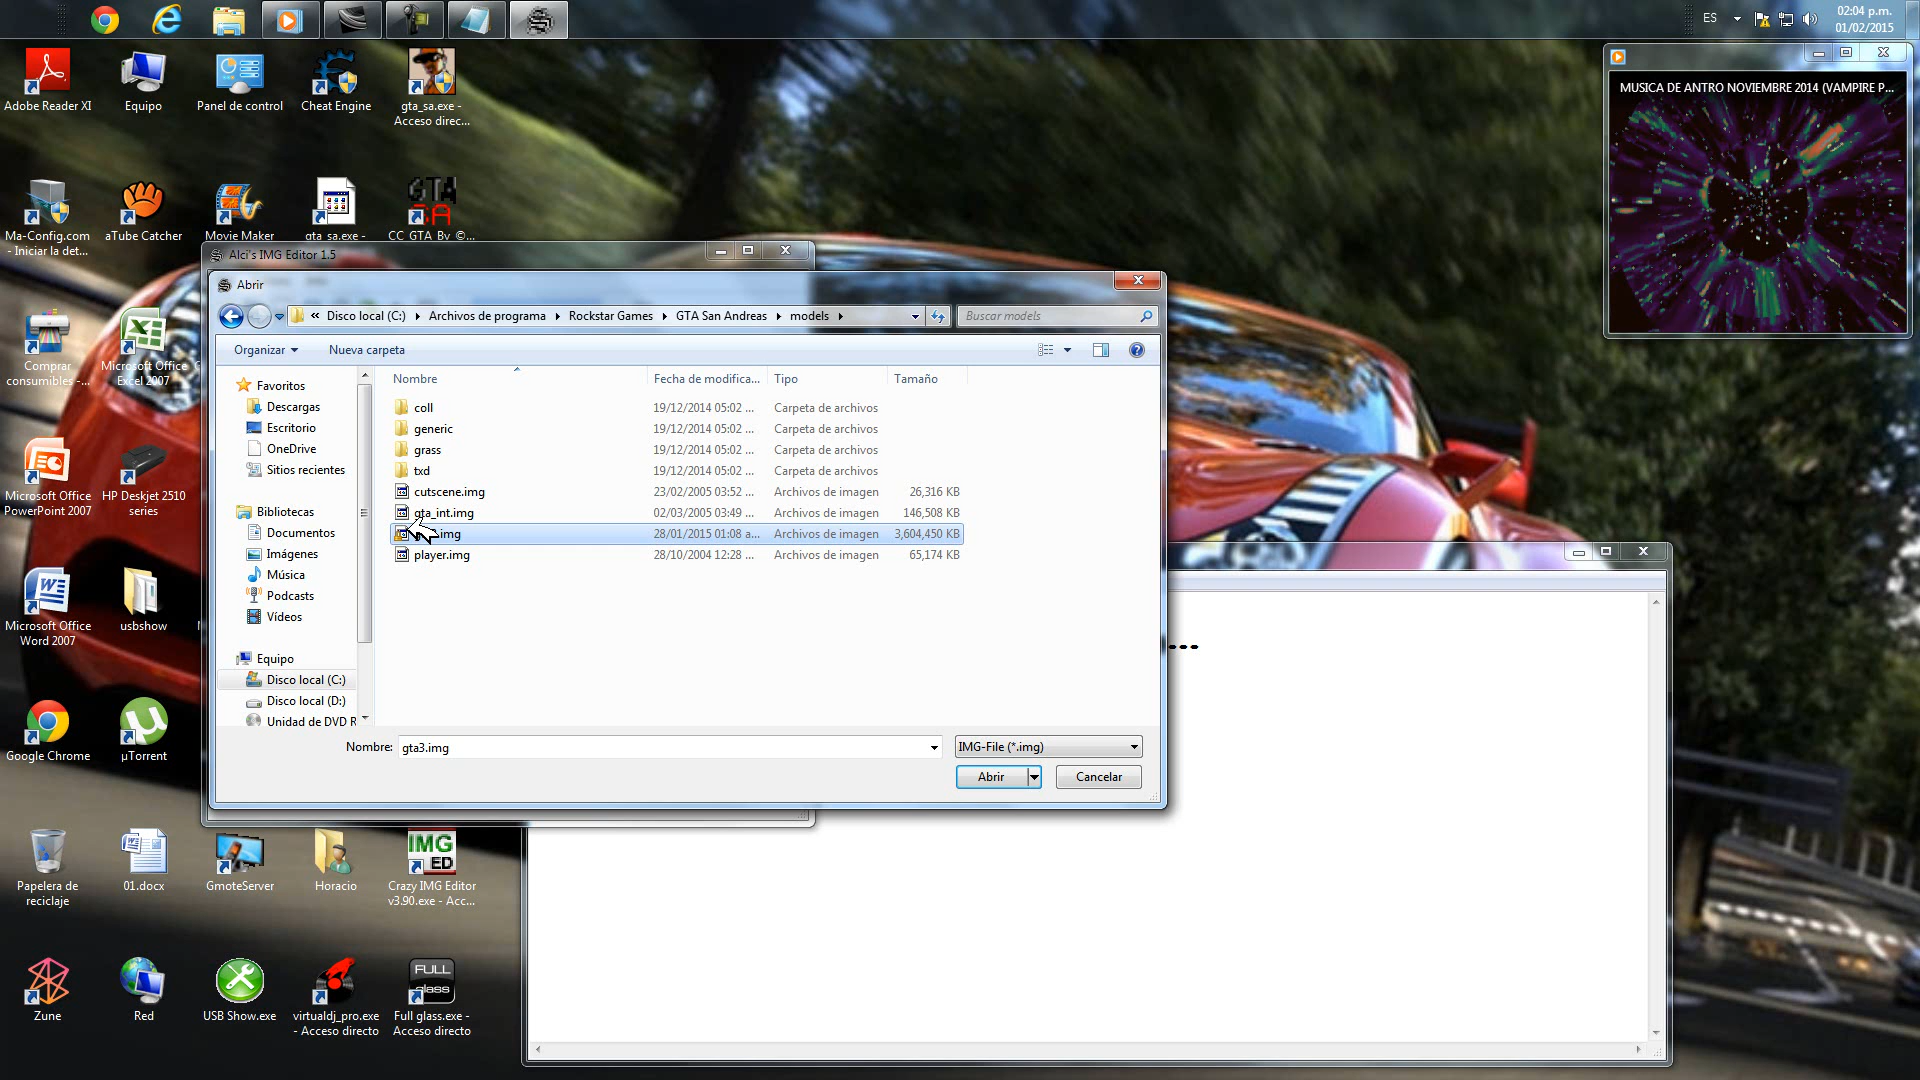 ES
02:04 p.m.
01/02/2015
Adobe Reader XI
Equipo
Panel de control
Cheat Engine
gta_sa.exe -
Acceso direc...
MUSICA DE ANTRO NOVIEMBRE 2014 (VAMPIRE P...
GTA
SA
Ma-Config.com
- Iniciar la det...
aTube Catcher
Movie Maker
gta_sa.exe -
CC_GTA_By_©...
Alci's IMG Editor 1.5
Abrir
« Disco local (C:)
Archivos de programa
Rockstar Games
GTA San Andreas
models
Buscar models
Organizar
Nueva carpeta
Comprar
consumibles -...
Microsoft Office
Excel 2007
Nombre
Fecha de modifica...
Tipo
Tamaño
Favoritos
Descargas
Escritorio
OneDrive
Sitios recientes
Bibliotecas
Documentos
Imágenes
Música
Podcasts
Vídeos
Equipo
Disco local (C:)
Disco local (D:)
Unidad de DVD R
coll
19/12/2014 05:02 ...
Carpeta de archivos
generic
19/12/2014 05:02 ...
Carpeta de archivos
grass
19/12/2014 05:02 ...
Carpeta de archivos
txd
19/12/2014 05:02 ...
Carpeta de archivos
cutscene.img
23/02/2005 03:52 ...
Archivos de imagen
26,316 KB
gta_int.img
02/03/2005 03:49 ...
Archivos de imagen
146,508 KB
.img
28/01/2015 01:08 a...
Archivos de imagen
3,604,450 KB
player.img
28/10/2004 12:28 ...
Archivos de imagen
65,174 KB
Nombre:
gta3.img
IMG-File (*.img)
Abrir
Cancelar
---
Microsoft Office
PowerPoint 2007
HP Deskjet 2510
series
Microsoft Office
Word 2007
usbshow
Google Chrome
µTorrent
Papelera de
reciclaje
01.docx
GmoteServer
Horacio
IMG
ED
Crazy IMG Editor
v3.90.exe - Acc...
Zune
Red
USB Show.exe
virtualdj_pro.exe
- Acceso directo
FULL
glass
Full glass.exe -
Acceso directo